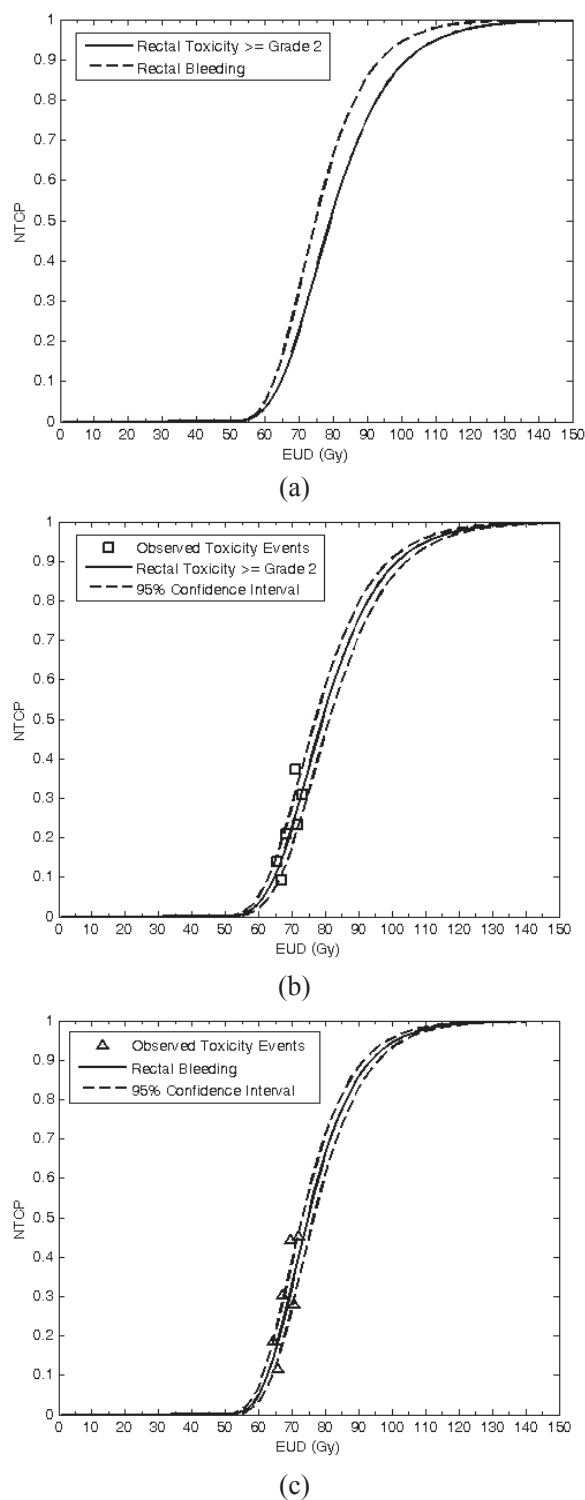 1
0.9
0.8
0.7
0.6
0.5
0.4
0.3
0.2
0.1
0
NTCP
Rectal Toxicity >= Grade 2
Rectal Bleeding
0 10 20 30 40 50 60 70 80 90 100 110 120 130 140 150
EUD (Gy)
(a)
1
0.9
0.8
0.7
0.6
0.5
0.4
0.3
0.2
0.1
0
NTCP
Observed Toxicity Events
Rectal Toxicity >= Grade 2
95% Confidence Interval
0 10 20 30 40 50 60 70 80 90 100 110 120 130 140 150
EUD (Gy)
(b)
1
0.9
0.8
0.7
0.6
0.5
0.4
0.3
0.2
0.1
0
NTCP
Observed Toxicity Events
Rectal Bleeding
95% Confidence Interval
0 10 20 30 40 50 60 70 80 90 100 110 120 130 140 150
EUD (Gy)
(c)